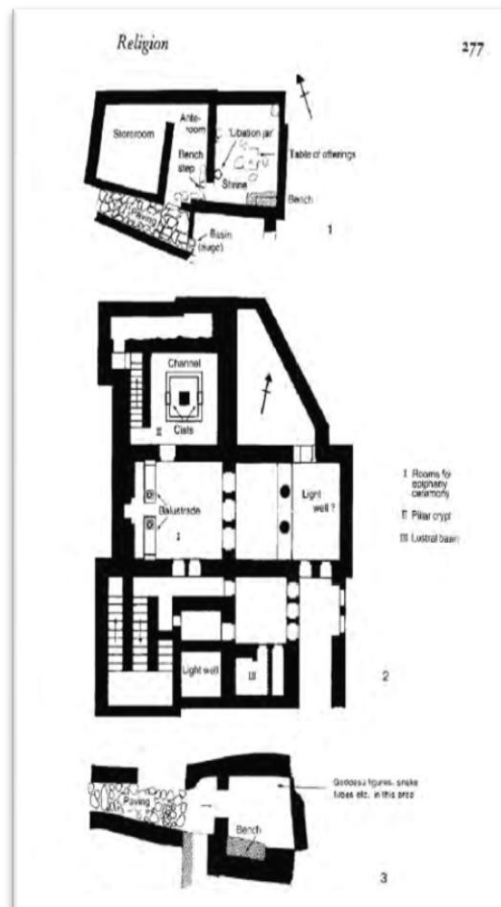 Religion 277
Ante-
room
Storeroom
'Libation jar'
Bench
step
Table of offerings
Shrine
Bench
Paving
Basin
1
Channel
Cists
II
Balustrade
I
Light
well ?
I Rooms for
epiphany
ceremony
II Pillar crypt
III Lustral basin
Light well
III
2
Goddess figures, snake
tubes etc. in this area
Paving
Bench
3